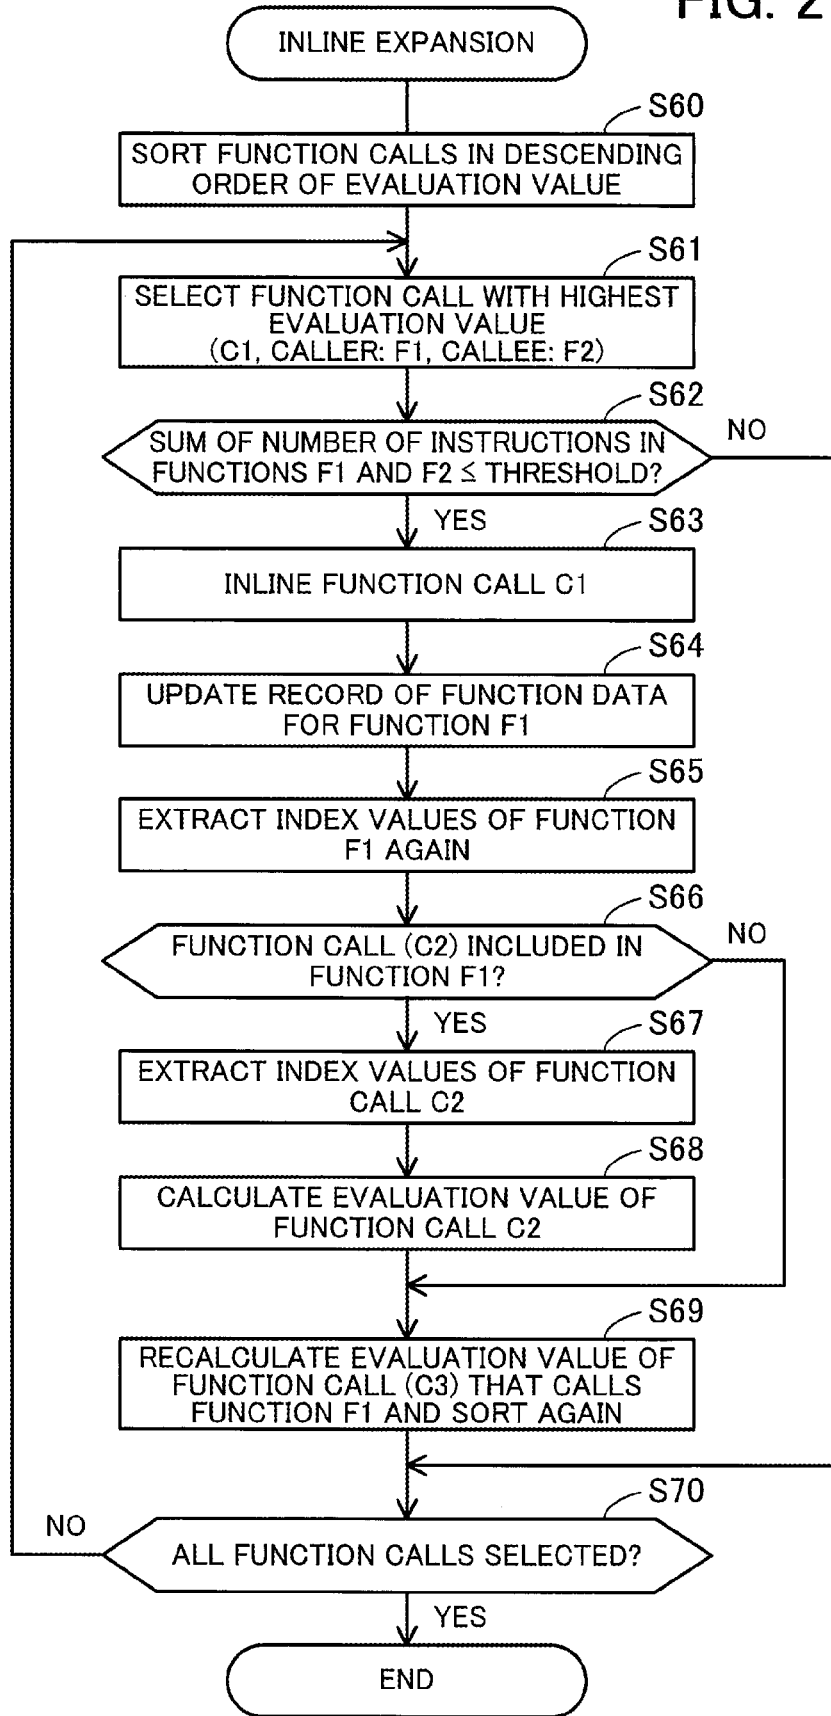 FIG. 2
INLINE EXPANSION
S60
SORT FUNCTION CALLS IN DESCENDING
ORDER OF EVALUATION VALUE
S61
SELECT FUNCTION CALL WITH HIGHEST
EVALUATION VALUE
(C1, CALLER: F1, CALLEE: F2)
S62
SUM OF NUMBER OF INSTRUCTIONS IN
FUNCTIONS F1 AND F2 ≦ THRESHOLD?
NO
YES
S63
INLINE FUNCTION CALL C1
S64
UPDATE RECORD OF FUNCTION DATA
FOR FUNCTION F1
S65
EXTRACT INDEX VALUES OF FUNCTION
F1 AGAIN
S66
FUNCTION CALL (C2) INCLUDED IN
FUNCTION F1?
NO
YES
S67
EXTRACT INDEX VALUES OF FUNCTION
CALL C2
S68
CALCULATE EVALUATION VALUE OF
FUNCTION CALL C2
S69
RECALCULATE EVALUATION VALUE OF
FUNCTION CALL (C3) THAT CALLS
FUNCTION F1 AND SORT AGAIN
S70
NO
ALL FUNCTION CALLS SELECTED?
YES
END